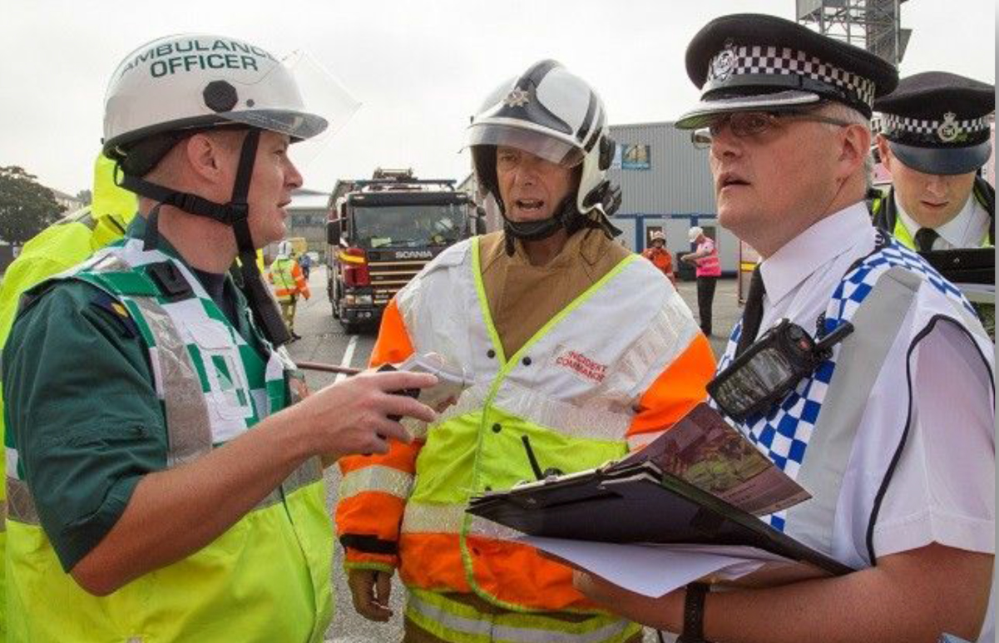 AMBULANCE
OFFICER
SCANIA
INCIDENT
COMMANDER